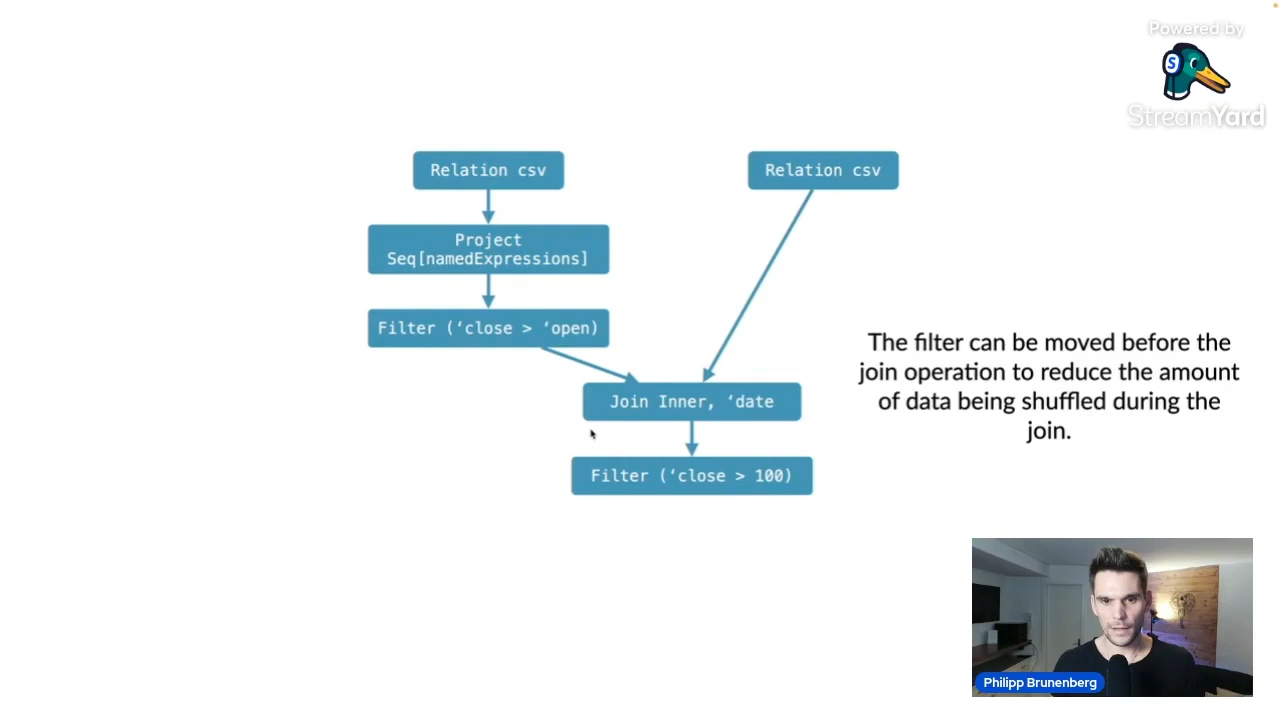 Powered by
S
StreamYard
Relation csv
Relation csv
Project
Seq[namedExpressions]
Filter (‘close > ‘open)
Join Inner, ‘date
Filter (‘close > 100)
The filter can be moved before the
join operation to reduce the amount
of data being shuffled during the
join.
Philipp Brunenberg